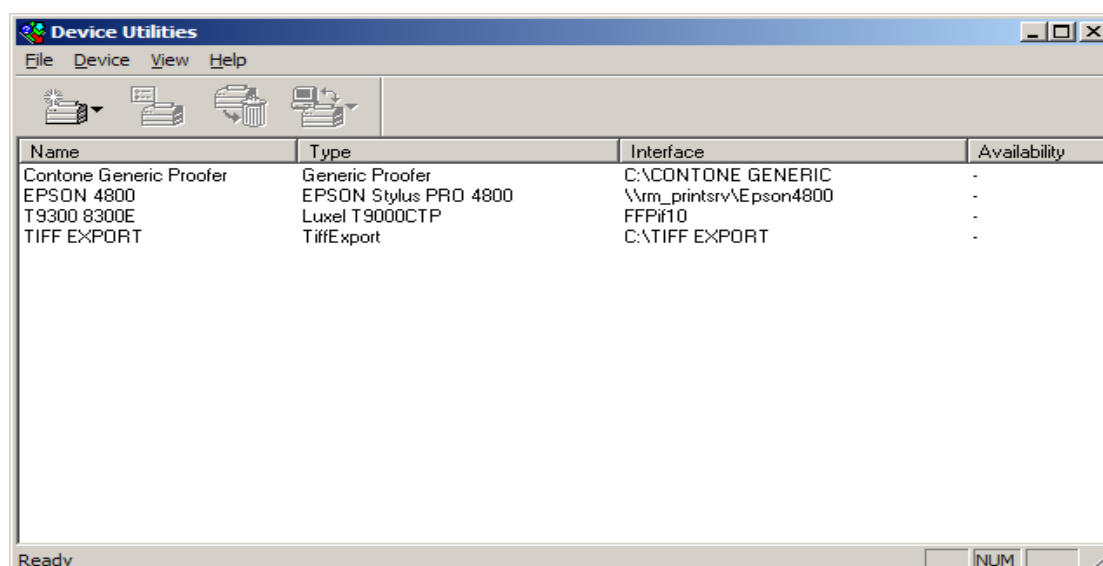 Device Utilities
File Device View Help
Name Type Interface Availability
Contone Generic Proofer Generic Proofer C:\CONTONE GENERIC -
EPSON 4800 EPSON Stylus PRO 4800 \\rm_printsrv\Epson4800 -
T9300 8300E Luxel T9000CTP FFPif10 -
TIFF EXPORT TiffExport C:\TIFF EXPORT -
Ready NUM